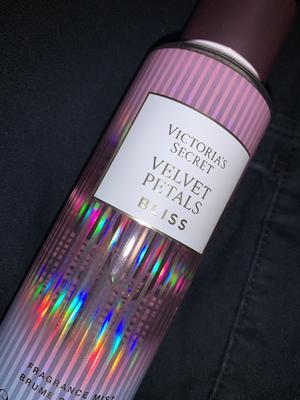 VICTORIA'S
SECRET
VELVET
PETALS
BLISS
FRAGRANCE MIST
BRUME